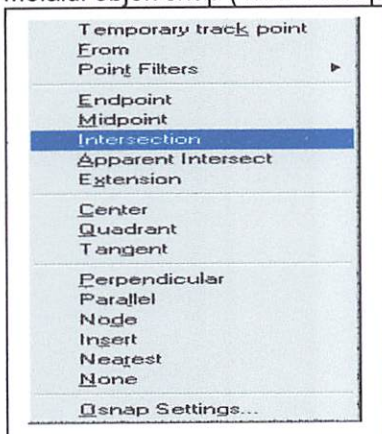 Temporary track point
From
Point Filters
Endpoint
Midpoint
Intersection
Apparent Intersect
Extension
Center
Quadrant
Tangent
Perpendicular
Parallel
Node
Insert
Nearest
None
Osnap Settings...